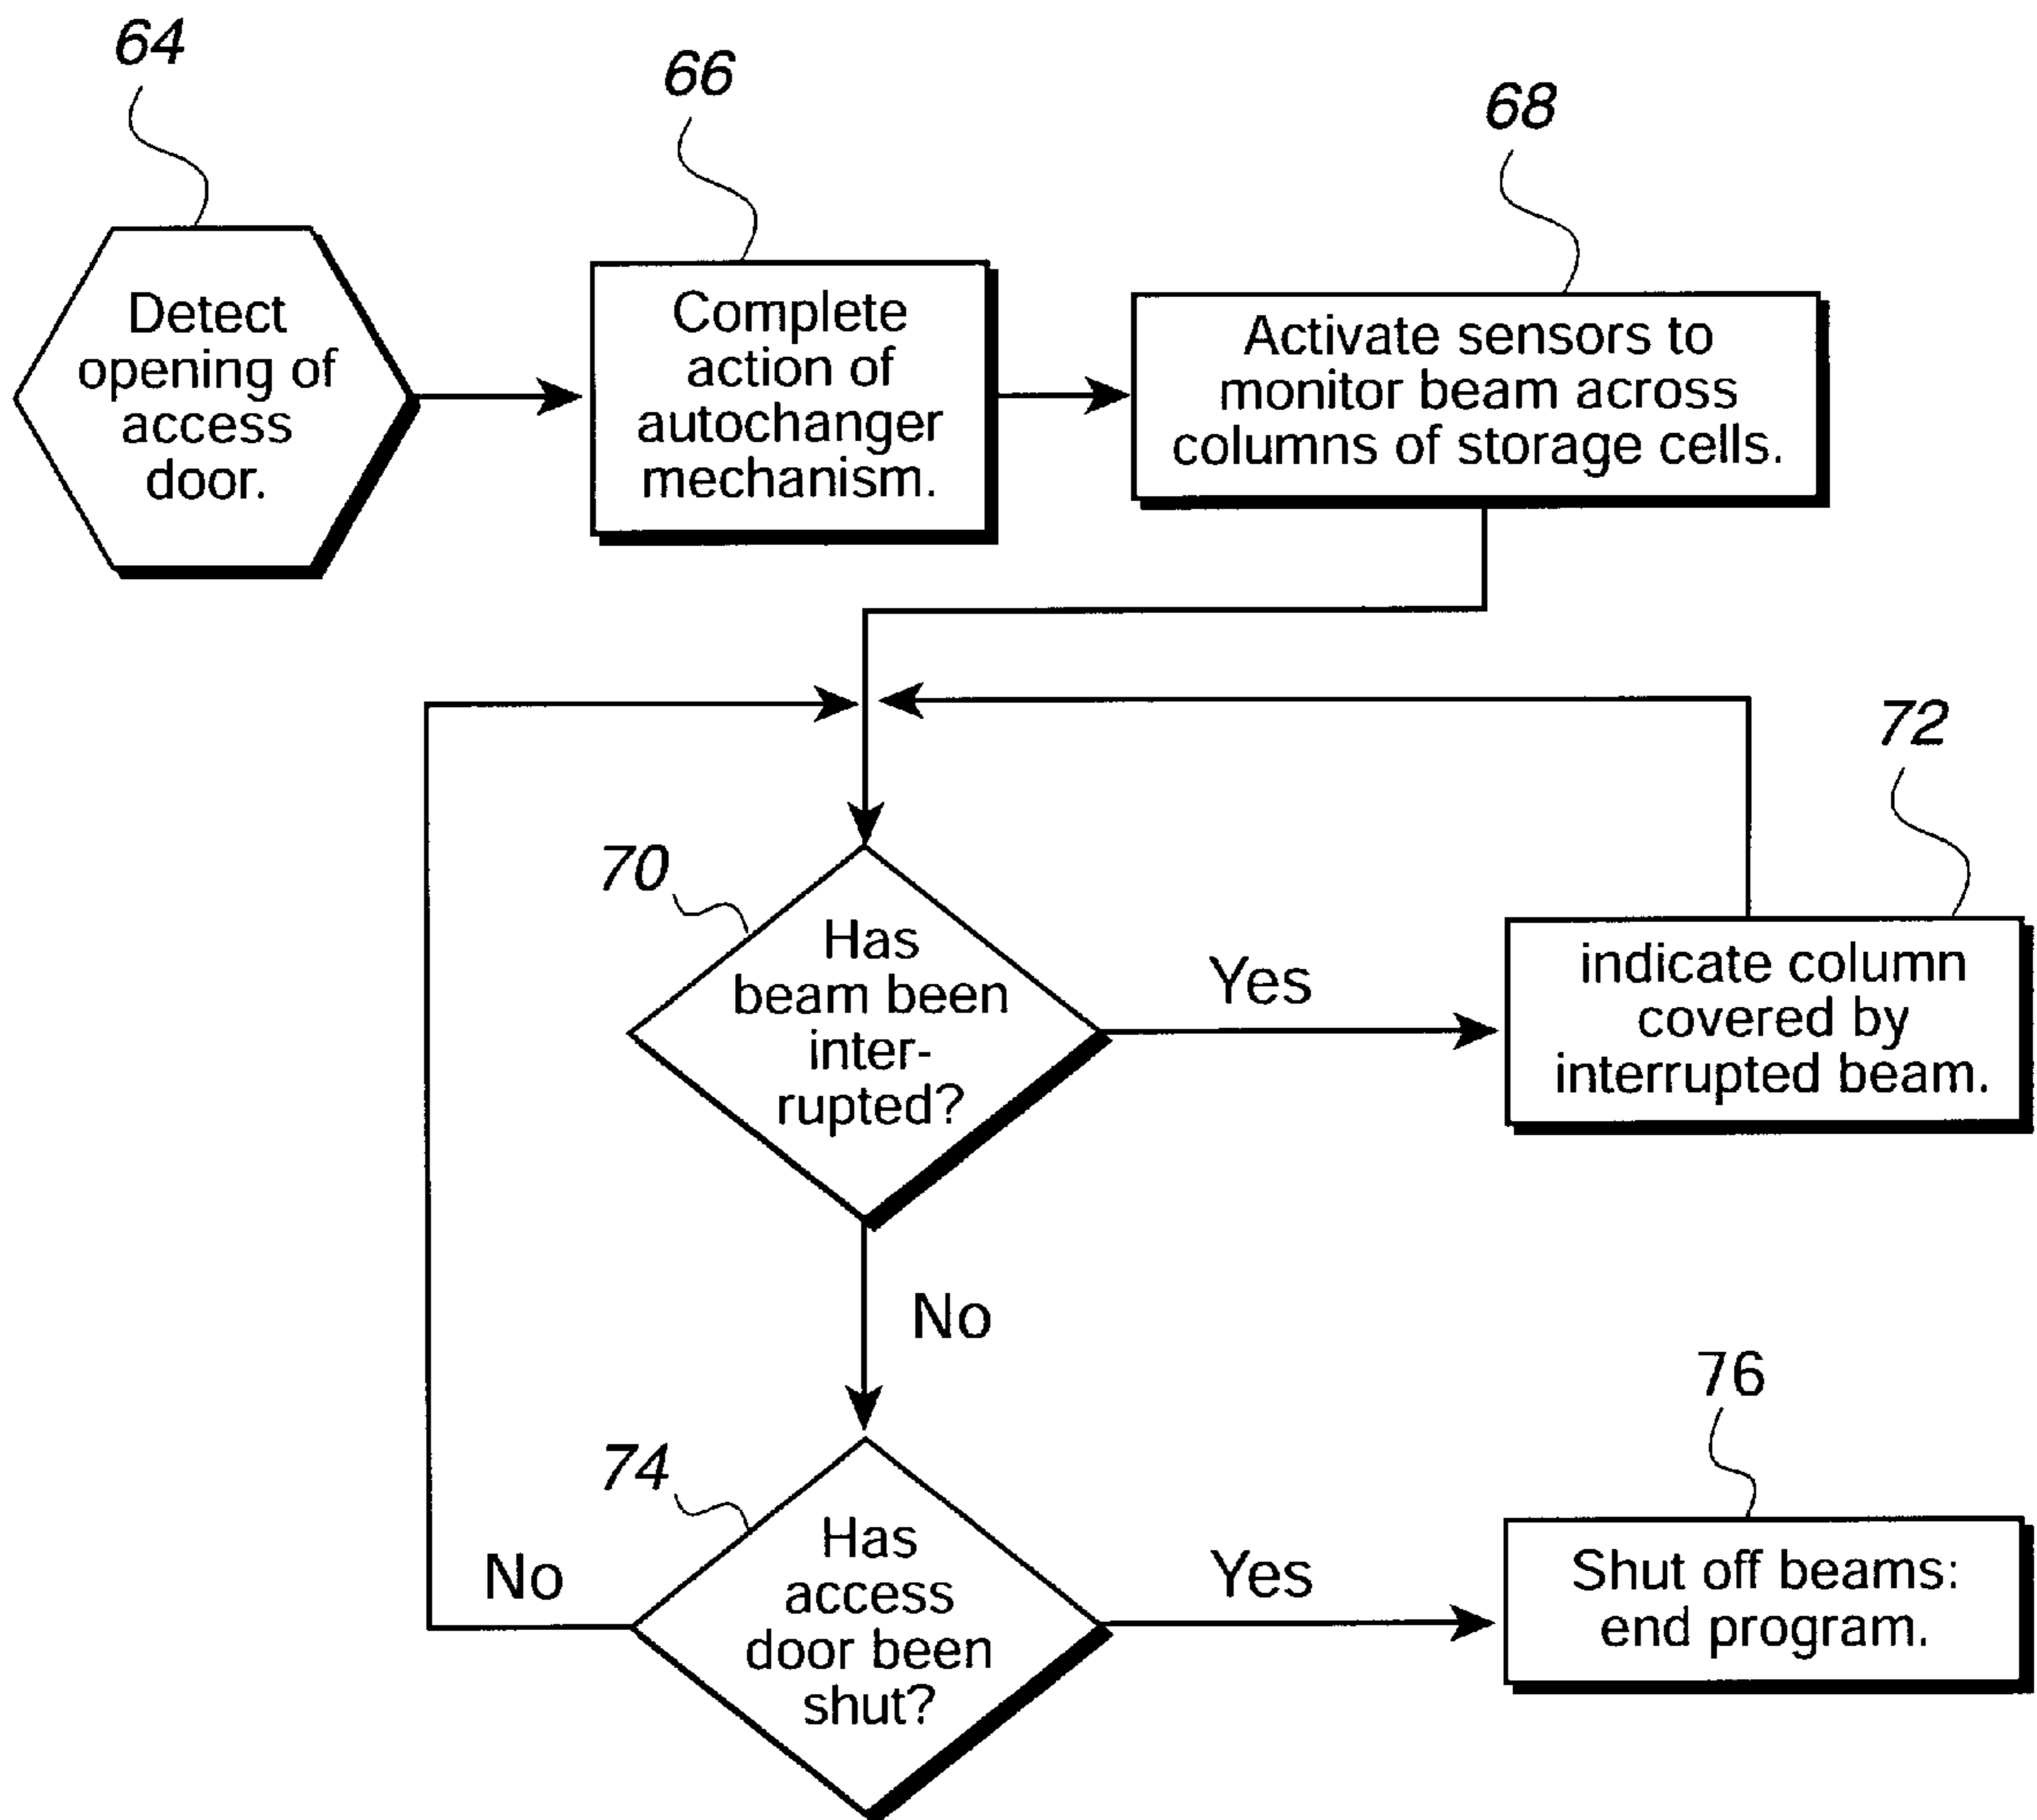 64
Detect
opening of
access
door.
66
Complete
action of
autochanger
mechanism.
68
Activate sensors to
monitor beam across
columns of storage cells.
70
Has
beam been
inter-
rupted?
Yes
72
indicate column
covered by
interrupted beam.
No
74
Has
access
door been
shut?
No
Yes
76
Shut off beams:
end program.